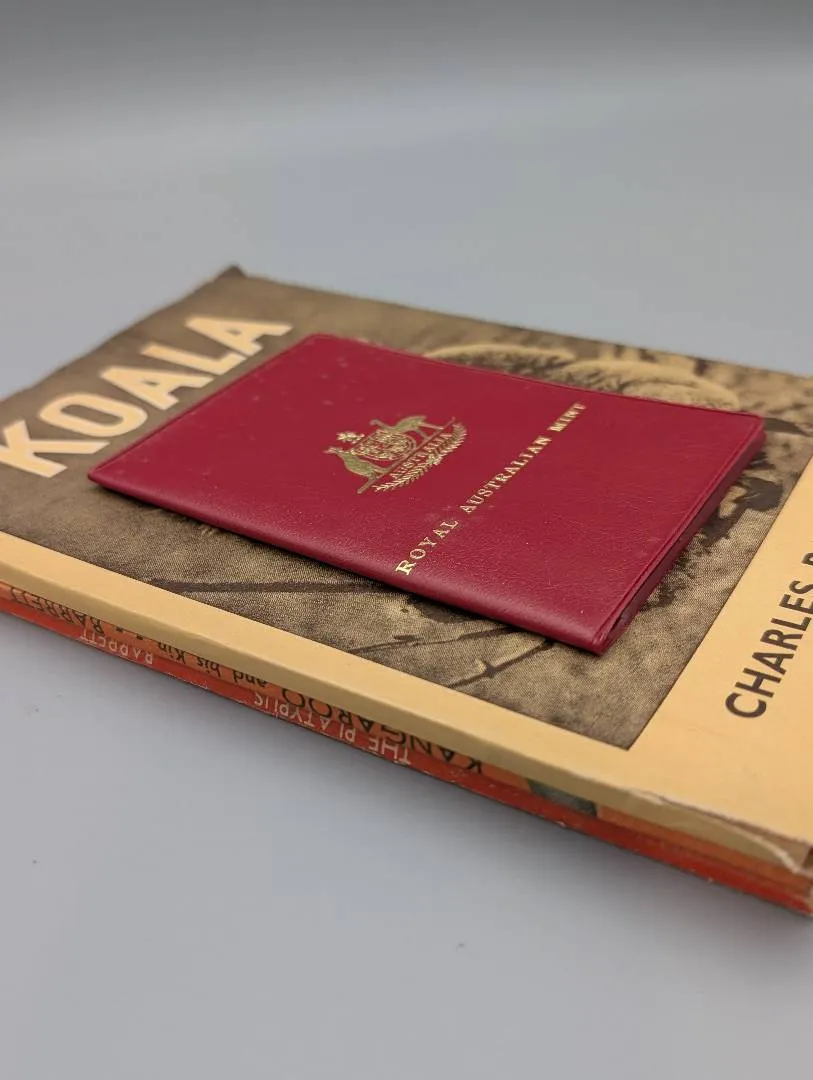 KOALA
AUSTRALIA
ROYAL AUSTRALIAN MINT
CHARLES
KANGAROO and his Kin
BARRETT
THE PLATYPUS
BARRETT